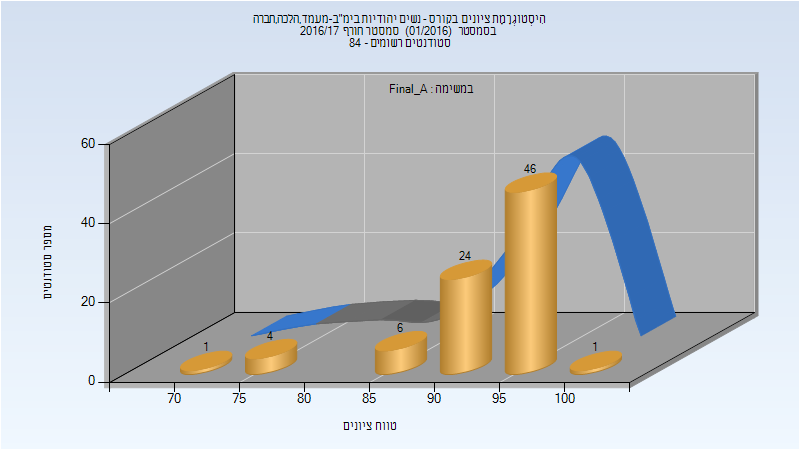 היסטוגרמת ציונים בקורס - נשים יהודיות בימ"ב-מעמד,הלכה,חברה
בסמסטר (01/2016) סמסטר חורף 2016/17
סטודנטים רשומים - 84
במשימה : Final_A
60
40
20
0
מספר סטודנטים
1
4
6
24
46
1
70
75
80
85
90
95
100
טווח ציונים